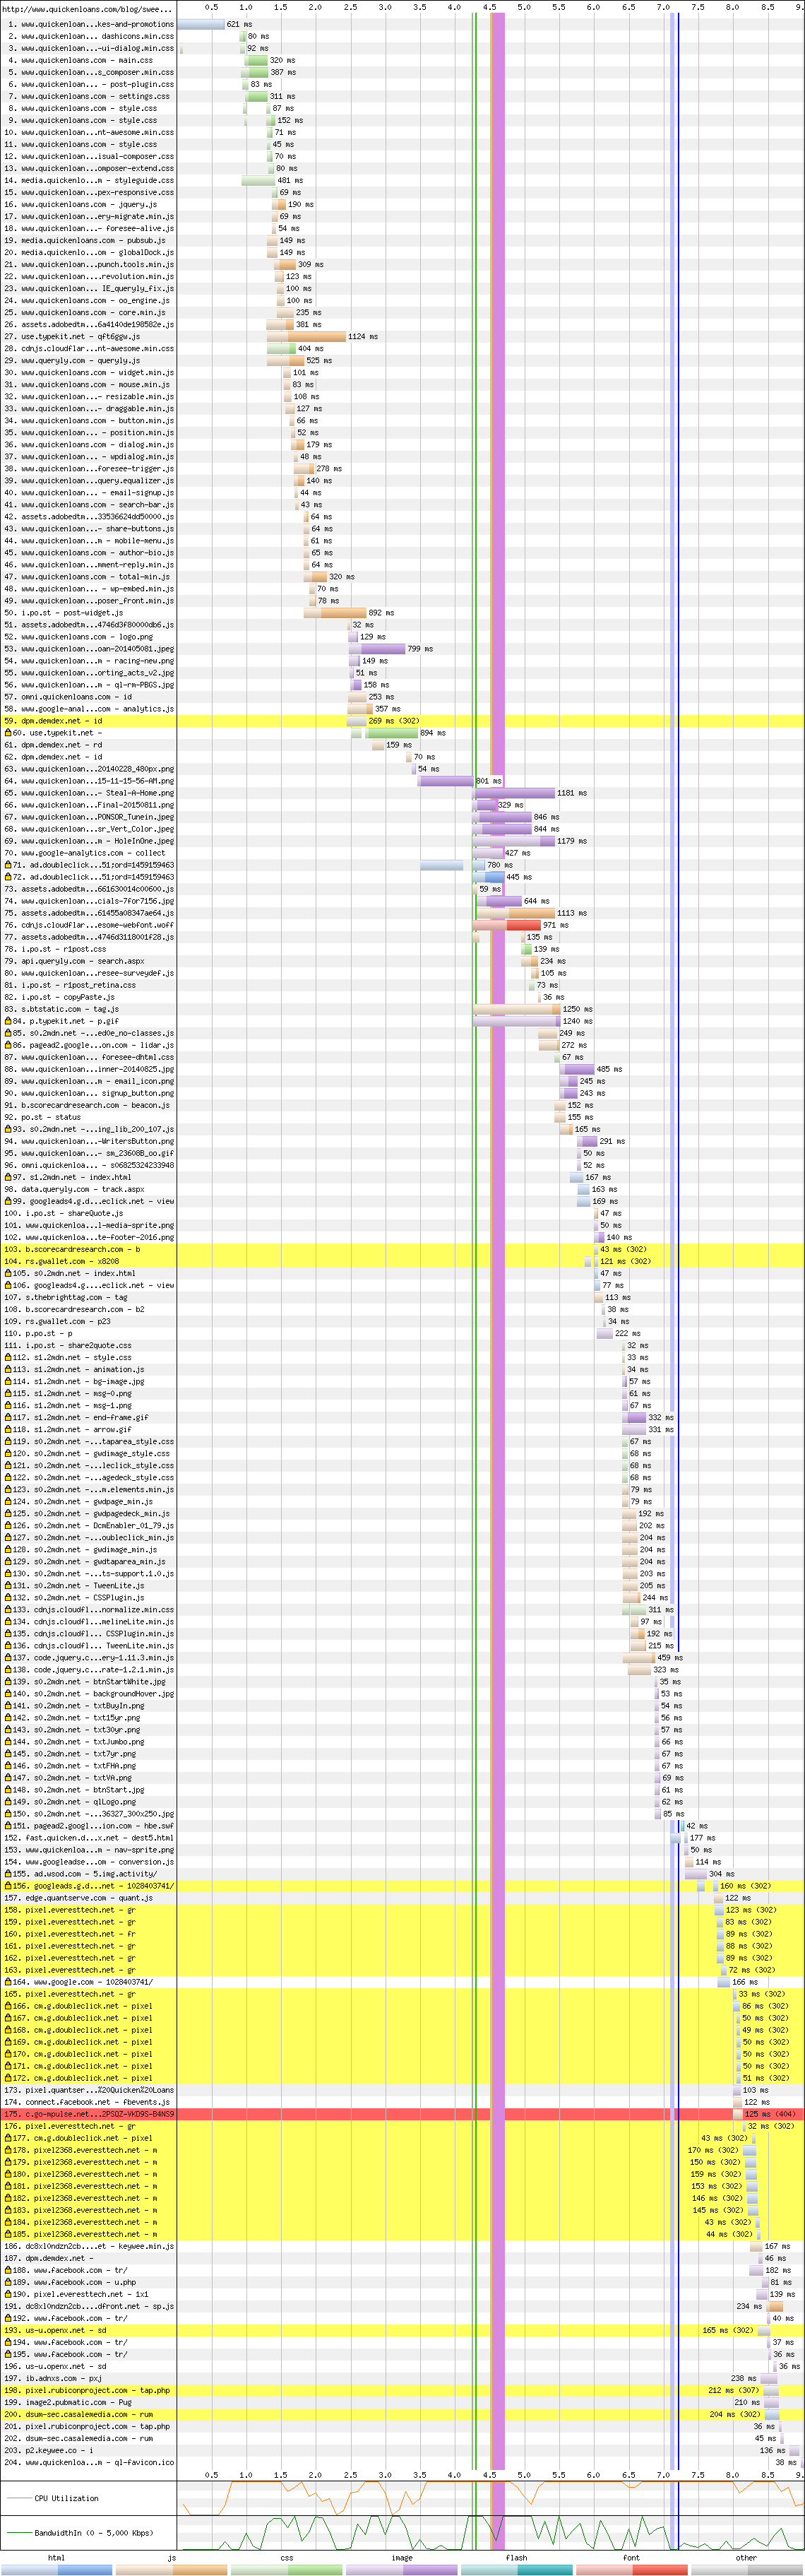 http://www.quickenloans.com/blog/swee... 0.5 1.0 1.5 2.0 2.5 3.0 3.5 4.0 4.5 5.0 5.5 6.0 6.5 7.0 7.5 8.0 8.5 9.
1. www.quickenloan...kes-and-promotions 621 ms
2. www.quickenloan... dashicons.min.css 80 ms
3. www.quickenloan...-ui-dialog.min.css 92 ms
4. www.quickenloans.com - main.css 320 ms
5. www.quickenloan...s_composer.min.css 387 ms
6. www.quickenloan... - post-plugin.css 83 ms
7. www.quickenloans.com - settings.css 311 ms
8. www.quickenloans.com - style.css 87 ms
9. www.quickenloans.com - style.css 152 ms
10. www.quickenloan...nt-awesome.min.css 71 ms
11. www.quickenloans.com - style.css 45 ms
12. www.quickenloan...isual-composer.css 70 ms
13. www.quickenloan...omposer-extend.css 80 ms
14. media.quickenlo...m - styleguide.css 481 ms
15. www.quickenloan...pex-responsive.css 69 ms
16. www.quickenloans.com - jquery.js 190 ms
17. www.quickenloan...ery-migrate.min.js 69 ms
18. www.quickenloan... - foresee-alive.js 54 ms
19. media.quickenloans.com - pubsub.js 149 ms
20. media.quickenlo...om - globalDock.js 149 ms
21. www.quickenloan...punch.tools.min.js 309 ms
22. www.quickenloan....revolution.min.js 123 ms
23. www.quickenloan... IE_queryly_fix.js 100 ms
24. www.quickenloans.com - oo_engine.js 100 ms
25. www.quickenloans.com - core.min.js 235 ms
26. assets.adobedtm...6a4140de198582e.js 381 ms
27. use.typekit.net - qft6ggw.js 1124 ms
28. cdnjs.cloudflar...nt-awesome.min.css 404 ms
29. www.queryly.com - queryly.js 525 ms
30. www.quickenloan... - widget.min.js 101 ms
31. www.quickenloans.com - mouse.min.js 83 ms
32. www.quickenloan...- resizable.min.js 108 ms
33. www.quickenloan...- draggable.min.js 127 ms
34. www.quickenloans.com - button.min.js 66 ms
35. www.quickenloan... - position.min.js 52 ms
36. www.quickenloans.com - dialog.min.js 179 ms
37. www.quickenloan... - wpdialog.min.js 48 ms
38. www.quickenloan...foresee-trigger.js 278 ms
39. www.quickenloan...query.equalizer.js 140 ms
40. www.quickenloan... - email-signup.js 44 ms
41. www.quickenloans.com - search-bar.js 43 ms
42. assets.adobedtm...33536624dd50000.js 64 ms
43. www.quickenloan...- share-buttons.js 64 ms
44. www.quickenloan...m - mobile-menu.js 61 ms
45. www.quickenloans.com - author-bio.js 65 ms
46. www.quickenloan...mment-reply.min.js 64 ms
47. www.quickenloans.com - total-min.js 320 ms
48. www.quickenloan... - wp-embed.min.js 70 ms
49. www.quickenloan...poser_front.min.js 78 ms
50. i.po.st - post-widget.js 892 ms
51. assets.adobedtm...4746d3f80000db6.js 32 ms
52. www.quickenloans.com - logo.png 129 ms
53. www.quickenloan...oan-201405081.jpeg 799 ms
54. www.quickenloan...m - racing-new.png 149 ms
55. www.quickenloan...orting_acts_v2.jpg 51 ms
56. www.quickenloan...m - ql-rm-PBGS.jpg 158 ms
57. omni.quickenloans.com - id 253 ms
58. www.google-anal...com - analytics.js 357 ms
59. dpm.demdex.net - id 269 ms (302)
60. use.typekit.net - 894 ms
61. dpm.demdex.net - rd 159 ms
62. dpm.demdex.net - id 70 ms
63. www.quickenloan...20140228_480px.png 54 ms
64. www.quickenloan...15-11-15-56-AM.png 801 ms
65. www.quickenloan...- Steal-A-Home.png 1181 ms
66. www.quickenloan...Final-20150811.png 329 ms
67. www.quickenloan...PONSOR_Tunein.jpeg 846 ms
68. www.quickenloan...sr_Vert_Color.jpeg 844 ms
69. www.quickenloan...m - HoleInOne.jpeg 1179 ms
70. www.google-analytics.com - collect 427 ms
71. ad.doubleclick...51;ord=1459159463 780 ms
72. ad.doubleclick...51;ord=1459159463 445 ms
73. assets.adobedtm...661630014c00600.js 59 ms
74. www.quickenloan...cials-7for7156.jpg 644 ms
75. assets.adobedtm...61455a08347ae64.js 1113 ms
76. cdnjs.cloudflar...esome-webfont.woff 971 ms
77. assets.adobedtm...4746d3118001f28.js 135 ms
78. i.po.st - r1post.css 139 ms
79. api.queryly.com - search.aspx 234 ms
80. www.quickenloan...resee-surveydef.js 105 ms
81. i.po.st - r1post_retina.css 73 ms
82. i.po.st - copyPaste.js 36 ms
83. s.btstatic.com - tag.js 1250 ms
84. p.typekit.net - p.gif 1240 ms
85. s0.2mdn.net -...ed0e_no-classes.js 249 ms
86. pagead2.google...on.com - lidar.js 272 ms
87. www.quickenloan... foresee-dhtml.css 67 ms
88. www.quickenloan...inner-20140825.jpg 485 ms
89. www.quickenloan...m - email_icon.png 245 ms
90. www.quickenloan... signup_button.png 243 ms
91. b.scorecardresearch.com - beacon.js 152 ms
92. po.st - status 155 ms
93. s0.2mdn.net -...ing_lib_200_107.js 165 ms
94. www.quickenloan...-WritersButton.png 291 ms
95. www.quickenloan... - sm_23608B_oo.gif 50 ms
96. omni.quickenloa... - s06825324233948 52 ms
97. s1.2mdn.net - index.html 167 ms
98. data.queryly.com - track.aspx 163 ms
99. googleads4.g.d...eclick.net - view 169 ms
100. i.po.st - shareQuote.js 47 ms
101. www.quickenloa...l-media-sprite.png 50 ms
102. www.quickenloa...te-footer-2016.png 140 ms
103. b.scorecardresearch.com - b 43 ms (302)
104. rs.gwallet.com - x8208 121 ms (302)
105. s0.2mdn.net - index.html 47 ms
106. googleads4.g....eclick.net - view 77 ms
107. s.thebrighttag.com - tag 113 ms
108. b.scorecardresearch.com - b2 38 ms
109. rs.gwallet.com - p23 34 ms
110. p.po.st - p 222 ms
111. i.po.st - share2quote.css 32 ms
112. s1.2mdn.net - style.css 33 ms
113. s1.2mdn.net - animation.js 34 ms
114. s1.2mdn.net - bg-image.jpg 57 ms
115. s1.2mdn.net - msg-0.png 61 ms
116. s1.2mdn.net - msg-1.png 67 ms
117. s1.2mdn.net - end-frame.gif 332 ms
118. s1.2mdn.net - arrow.gif 331 ms
119. s0.2mdn.net -...taparea_style.css 67 ms
120. s0.2mdn.net - gwdimage_style.css 68 ms
121. s0.2mdn.net -...leclick_style.css 68 ms
122. s0.2mdn.net -...agedeck_style.css 68 ms
123. s0.2mdn.net -...m.elements.min.js 79 ms
124. s0.2mdn.net - gwdpage_min.js 79 ms
125. s0.2mdn.net - gwdpagedeck_min.js 192 ms
126. s0.2mdn.net - DcmEnabler_01_79.js 202 ms
127. s0.2mdn.net -...oubleclick_min.js 204 ms
128. s0.2mdn.net - gwdimage_min.js 204 ms
129. s0.2mdn.net - gwdtaparea_min.js 204 ms
130. s0.2mdn.net -...ts-support.1.0.js 203 ms
131. s0.2mdn.net - TweenLite.js 205 ms
132. s0.2mdn.net - CSSPlugin.js 244 ms
133. cdnjs.cloudfl...normalize.min.css 311 ms
134. cdnjs.cloudfl...melineLite.min.js 97 ms
135. cdnjs.cloudfl... CSSPlugin.min.js 192 ms
136. cdnjs.cloudfl... TweenLite.min.js 215 ms
137. code.jquery.c...ery-1.11.3.min.js 459 ms
138. code.jquery.c...rate-1.2.1.min.js 323 ms
139. s0.2mdn.net - btnStartWhite.jpg 35 ms
140. s0.2mdn.net - backgroundHover.jpg 53 ms
141. s0.2mdn.net - txtBuyIn.png 54 ms
142. s0.2mdn.net - txt15yr.png 56 ms
143. s0.2mdn.net - txt30yr.png 57 ms
144. s0.2mdn.net - txtJumbo.png 66 ms
145. s0.2mdn.net - txt7yr.png 67 ms
146. s0.2mdn.net - txtFHA.png 67 ms
147. s0.2mdn.net - txtVA.png 69 ms
148. s0.2mdn.net - btnStart.jpg 61 ms
149. s0.2mdn.net - qlLogo.png 62 ms
150. s0.2mdn.net -...36327_300x250.jpg 85 ms
151. pagead2.googl...ion.com - hbe.swf 42 ms
152. fast.quicken.d...x.net - dest5.html 177 ms
153. www.quickenloa...m - nav-sprite.png 50 ms
154. www.googleadse...om - conversion.js 114 ms
155. ad.wsod.com - 5.img.activity/ 304 ms
156. googleads.g.d...net - 1028403741/ 160 ms (302)
157. edge.quantserve.com - quant.js 122 ms
158. pixel.everesttech.net - gr 123 ms (302)
159. pixel.everesttech.net - gr 83 ms (302)
160. pixel.everesttech.net - fr 89 ms (302)
161. pixel.everesttech.net - gr 88 ms (302)
162. pixel.everesttech.net - gr 89 ms (302)
163. pixel.everesttech.net - gr 72 ms (302)
164. www.google.com - 1028403741/ 166 ms
165. pixel.everesttech.net - gr 33 ms (302)
166. cm.g.doubleclick.net - pixel 86 ms (302)
167. cm.g.doubleclick.net - pixel 50 ms (302)
168. cm.g.doubleclick.net - pixel 49 ms (302)
169. cm.g.doubleclick.net - pixel 50 ms (302)
170. cm.g.doubleclick.net - pixel 50 ms (302)
171. cm.g.doubleclick.net - pixel 50 ms (302)
172. cm.g.doubleclick.net - pixel 51 ms (302)
173. pixel.quantser...%20Quicken%20Loans 103 ms
174. connect.facebook.net - fbevents.js 122 ms
175. c.go-mpulse.net...2PSQZ-VKD9S-B4NS9 125 ms (404)
176. pixel.everesttech.net - gr 32 ms (302)
177. cm.g.doubleclick.net - pixel 43 ms (302)
178. pixel2368.everesttech.net - m 170 ms (302)
179. pixel2368.everesttech.net - m 150 ms (302)
180. pixel2368.everesttech.net - m 159 ms (302)
181. pixel2368.everesttech.net - m 153 ms (302)
182. pixel2368.everesttech.net - m 146 ms (302)
183. pixel2368.everesttech.net - m 145 ms (302)
184. pixel2368.everesttech.net - m 43 ms (302)
185. pixel2368.everesttech.net - m 44 ms (302)
186. dc8xl0ndzn2cb....et - keywee.min.js 167 ms
187. dpm.demdex.net - 46 ms
188. www.facebook.com - tr/ 182 ms
189. www.facebook.com - u.php 81 ms
190. pixel.everesttech.net - 1x1 139 ms
191. dc8xl0ndzn2cb....dfront.net - sp.js 234 ms
192. www.facebook.com - tr/ 40 ms
193. us-u.openx.net - sd 165 ms (302)
194. www.facebook.com - tr/ 37 ms
195. www.facebook.com - tr/ 36 ms
196. us-u.openx.net - sd 36 ms
197. ib.adnxs.com - pxj 238 ms
198. pixel.rubiconproject.com - tap.php 212 ms (307)
199. image2.pubmatic.com - Pug 210 ms
200. dsum-sec.casalemedia.com - rum 204 ms (302)
201. pixel.rubiconproject.com - tap.php 36 ms
202. dsum-sec.casalemedia.com - rum 45 ms
203. p2.keywee.co - i 136 ms
204. www.quickenloa...m - ql-favicon.ico 38 ms
0.5 1.0 1.5 2.0 2.5 3.0 3.5 4.0 4.5 5.0 5.5 6.0 6.5 7.0 7.5 8.0 8.5 9.
CPU Utilization
BandwidthIn (0 - 5,000 Kbps)
html js css image flash font other